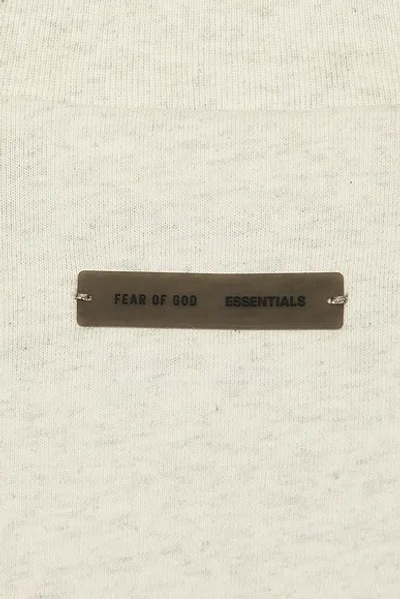 FEAR OF GOD ESSENTIALS